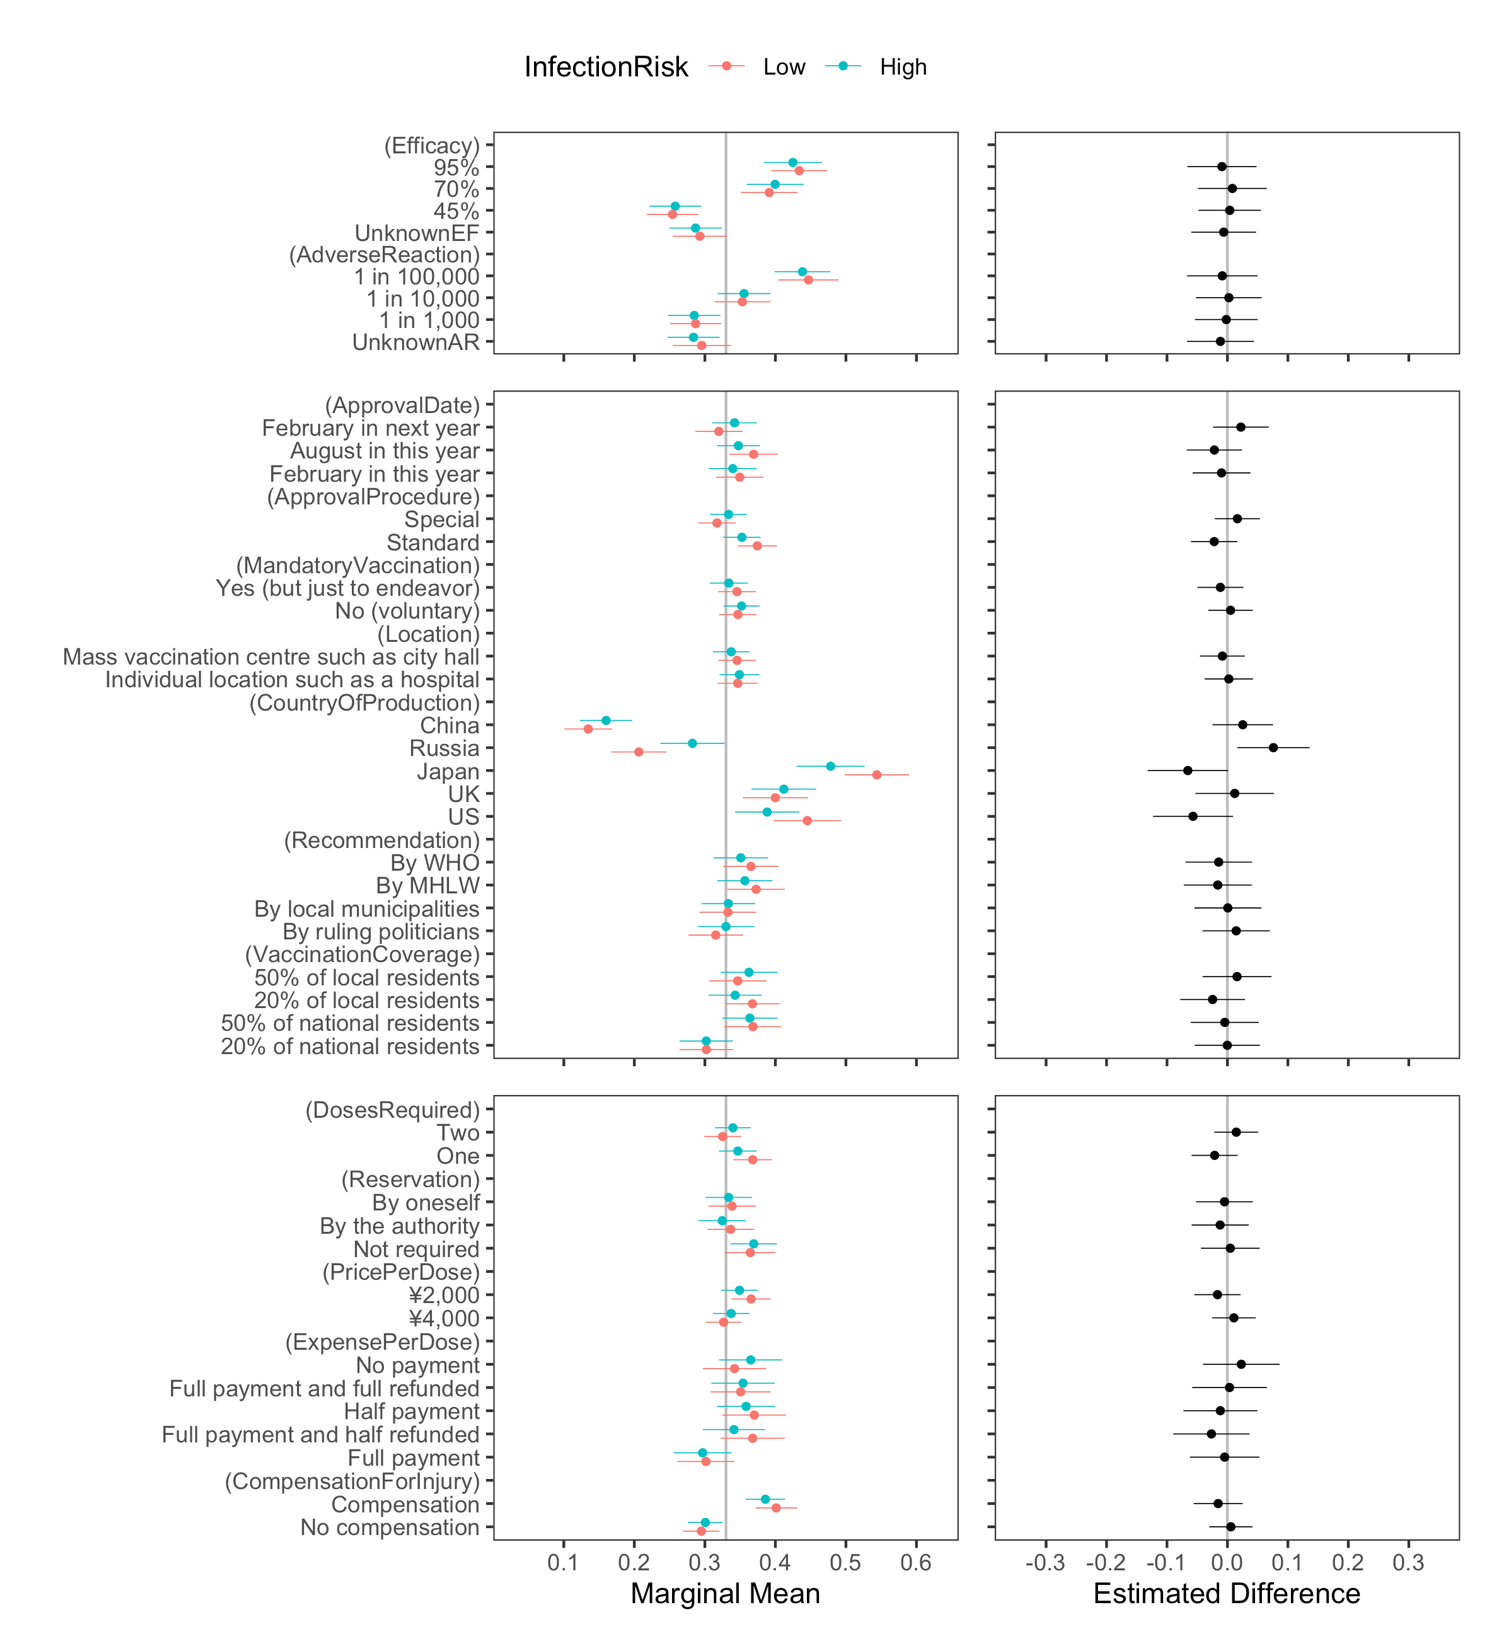 InfectionRisk Low High
(Efficacy)
95%
70%
45%
UnknownEF
(AdverseReaction)
1 in 100,000
1 in 10,000
1 in 1,000
UnknownAR
(ApprovalDate)
February in next year
August in this year
February in this year
(ApprovalProcedure)
Special
Standard
(MandatoryVaccination)
Yes (but just to endeavor)
No (voluntary)
(Location)
Mass vaccination centre such as city hall
Individual location such as a hospital
(CountryOfProduction)
China
Russia
Japan
UK
US
(Recommendation)
By WHO
By MHLW
By local municipalities
By ruling politicians
(VaccinationCoverage)
50% of local residents
20% of local residents
50% of national residents
20% of national residents
(DosesRequired)
Two
One
(Reservation)
By oneself
By the authority
Not required
(PricePerDose)
¥2,000
¥4,000
(ExpensePerDose)
No payment
Full payment and full refunded
Half payment
Full payment and half refunded
Full payment
(CompensationForInjury)
Compensation
No compensation
0.1 0.2 0.3 0.4 0.5 0.6
Marginal Mean
-0.3 -0.2 -0.1 0.0 0.1 0.2 0.3
Estimated Difference